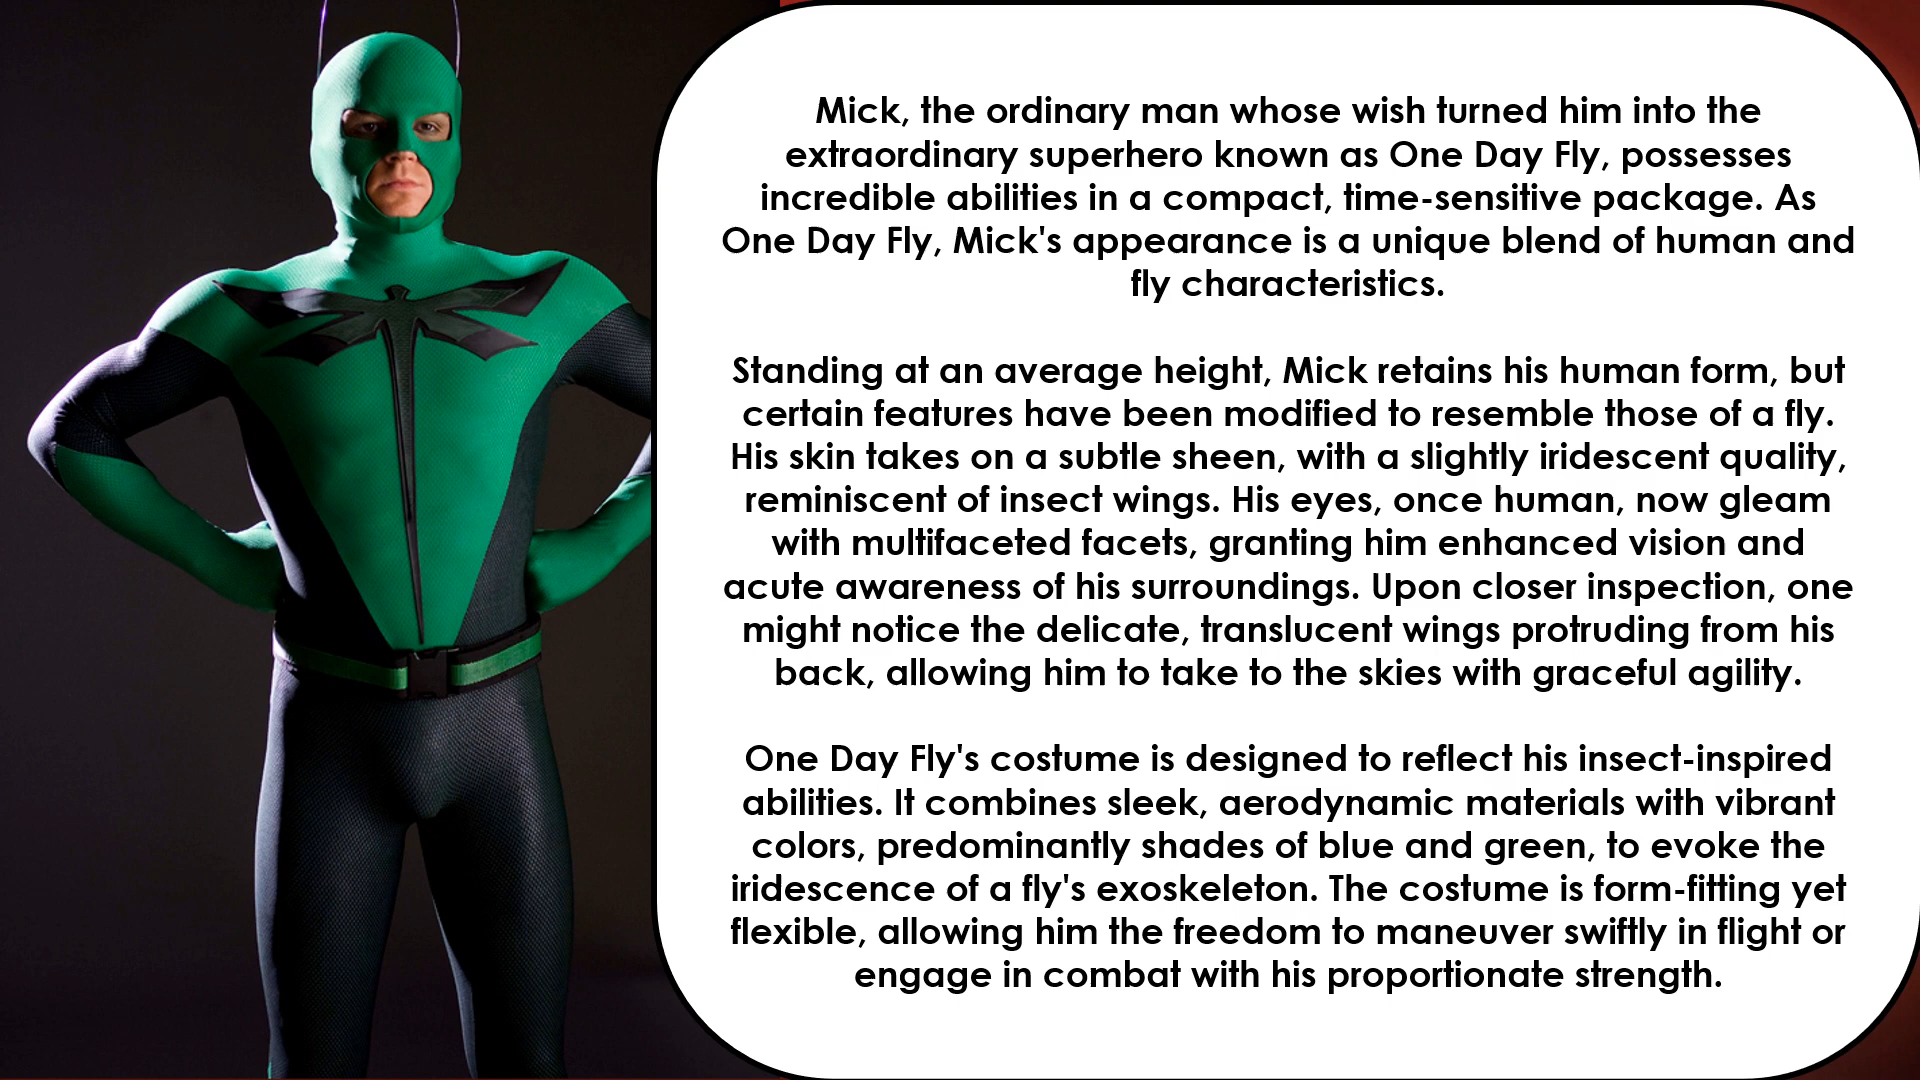 Mick, the ordinary man whose wish turned him into the
extraordinary superhero known as One Day Fly, possesses
incredible abilities in a compact, time-sensitive package. As
One Day Fly, Mick's appearance is a unique blend of human and
fly characteristics.
Standing at an average height, Mick retains his human form, but
certain features have been modified to resemble those of a fly.
His skin takes on a subtle sheen, with a slightly iridescent quality,
reminiscent of insect wings. His eyes, once human, now gleam
with multifaceted facets, granting him enhanced vision and
acute awareness of his surroundings. Upon closer inspection, one
might notice the delicate, translucent wings protruding from his
back, allowing him to take to the skies with graceful agility.
One Day Fly's costume is designed to reflect his insect-inspired
abilities. It combines sleek, aerodynamic materials with vibrant
colors, predominantly shades of blue and green, to evoke the
iridescence of a fly's exoskeleton. The costume is form-fitting yet
flexible, allowing him the freedom to maneuver swiftly in flight or
engage in combat with his proportionate strength.